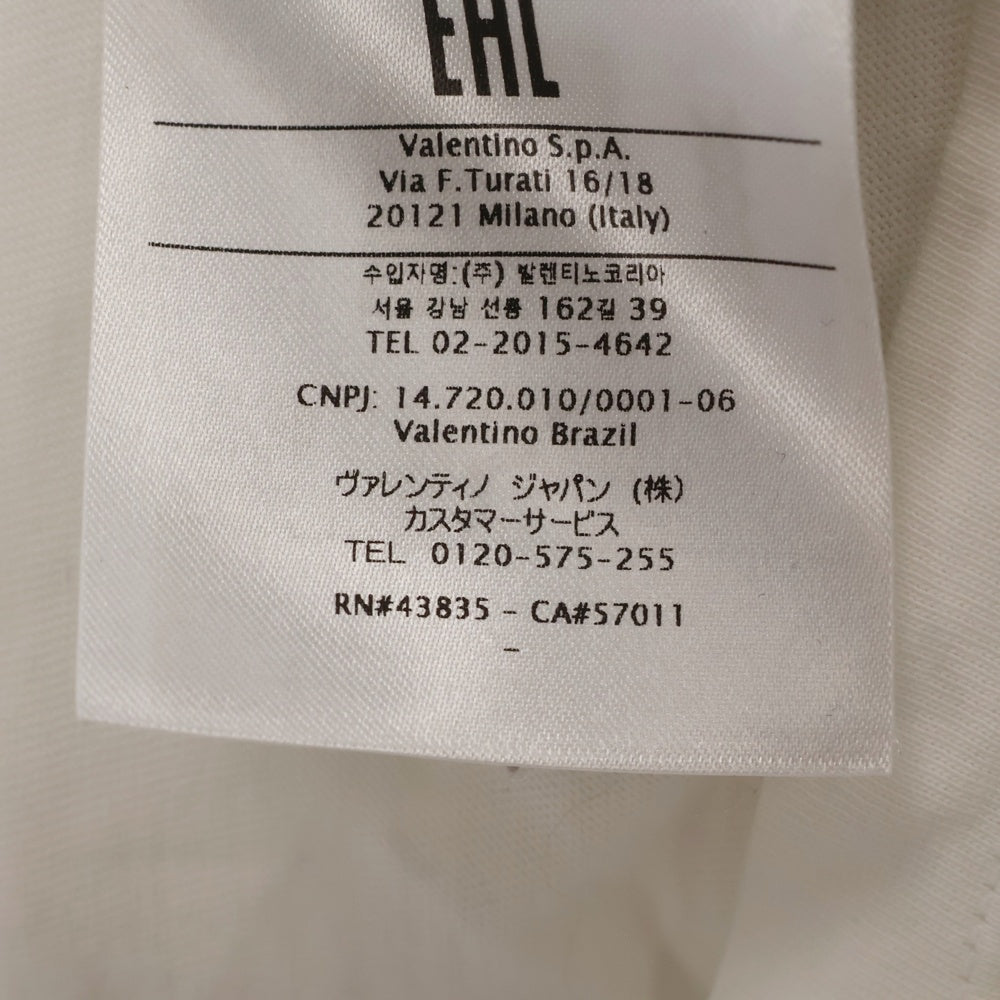 EAC
Valentino S.p.A.
Via F.Turati 16/18
20121 Milano (Italy)
수입자명:(주) 발렌티노코리아
서울 강남 선릉 162길 39
TEL 02-2015-4642
CNPJ: 14.720.010/0001-06
Valentino Brazil
ヴァレンティノ ジャパン (株)
カスタマーサービス
TEL 0120-575-255
RN#43835 - CA#57011
-